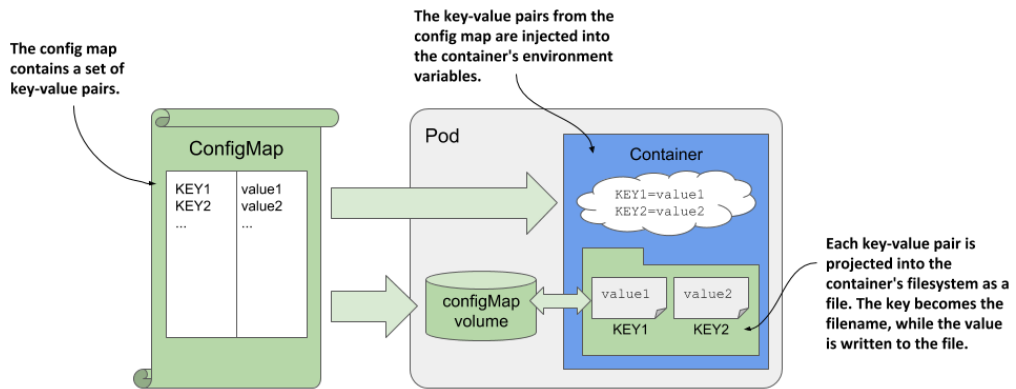 The key-value pairs from the
config map are injected into
the container's environment
variables.
The config map
contains a set of
key-value pairs.
Pod
ConfigMap
Container
KEY1 value1
KEY2 value2
... ...
KEY1=value1
KEY2=value2
configMap
volume
value1 value2
KEY1 KEY2
Each key-value pair is
projected into the
container's filesystem as a
file. The key becomes the
filename, while the value
is written to the file.